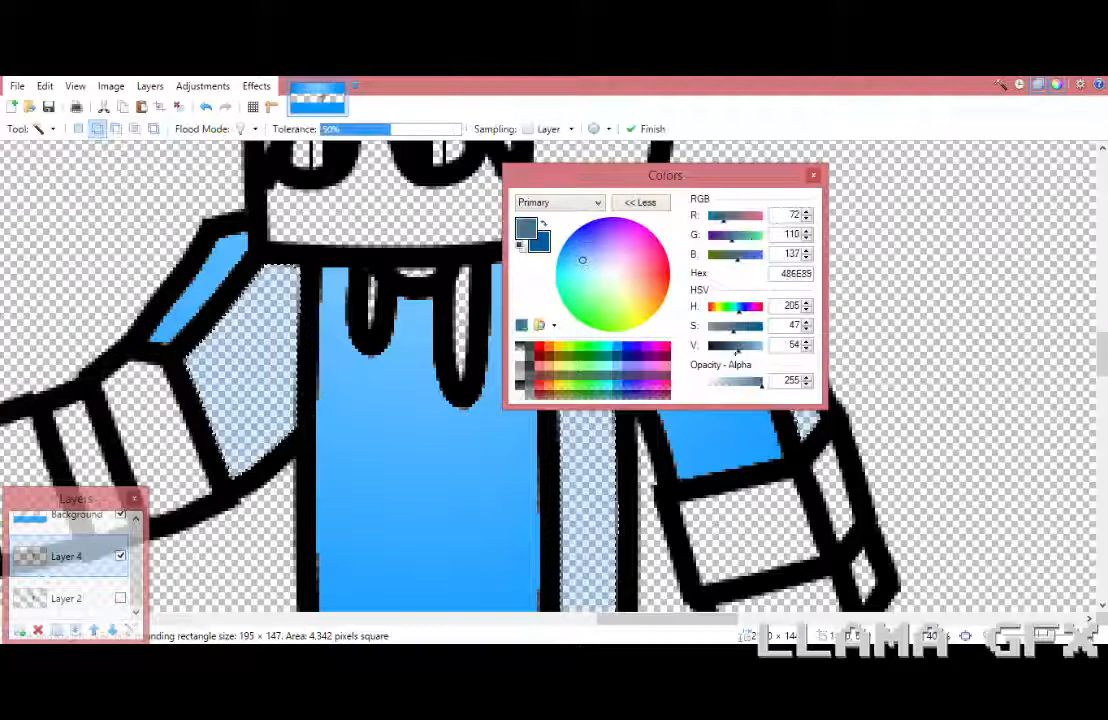 File Edit View Image Layers Adjustments Effects
Tool: Flood Mode: Tolerance: 50% Sampling: Layer Finish
Colors
Primary << Less RGB
R: 72
G: 110
B: 137
Hex 486E89
HSV
H: 205
S: 47
V: 54
Opacity - Alpha
255
Layers
Background
Layer 4
Layer 2
nding rectangle size: 195 × 147. Area: 4,342 pixels square
LLAMA GFX